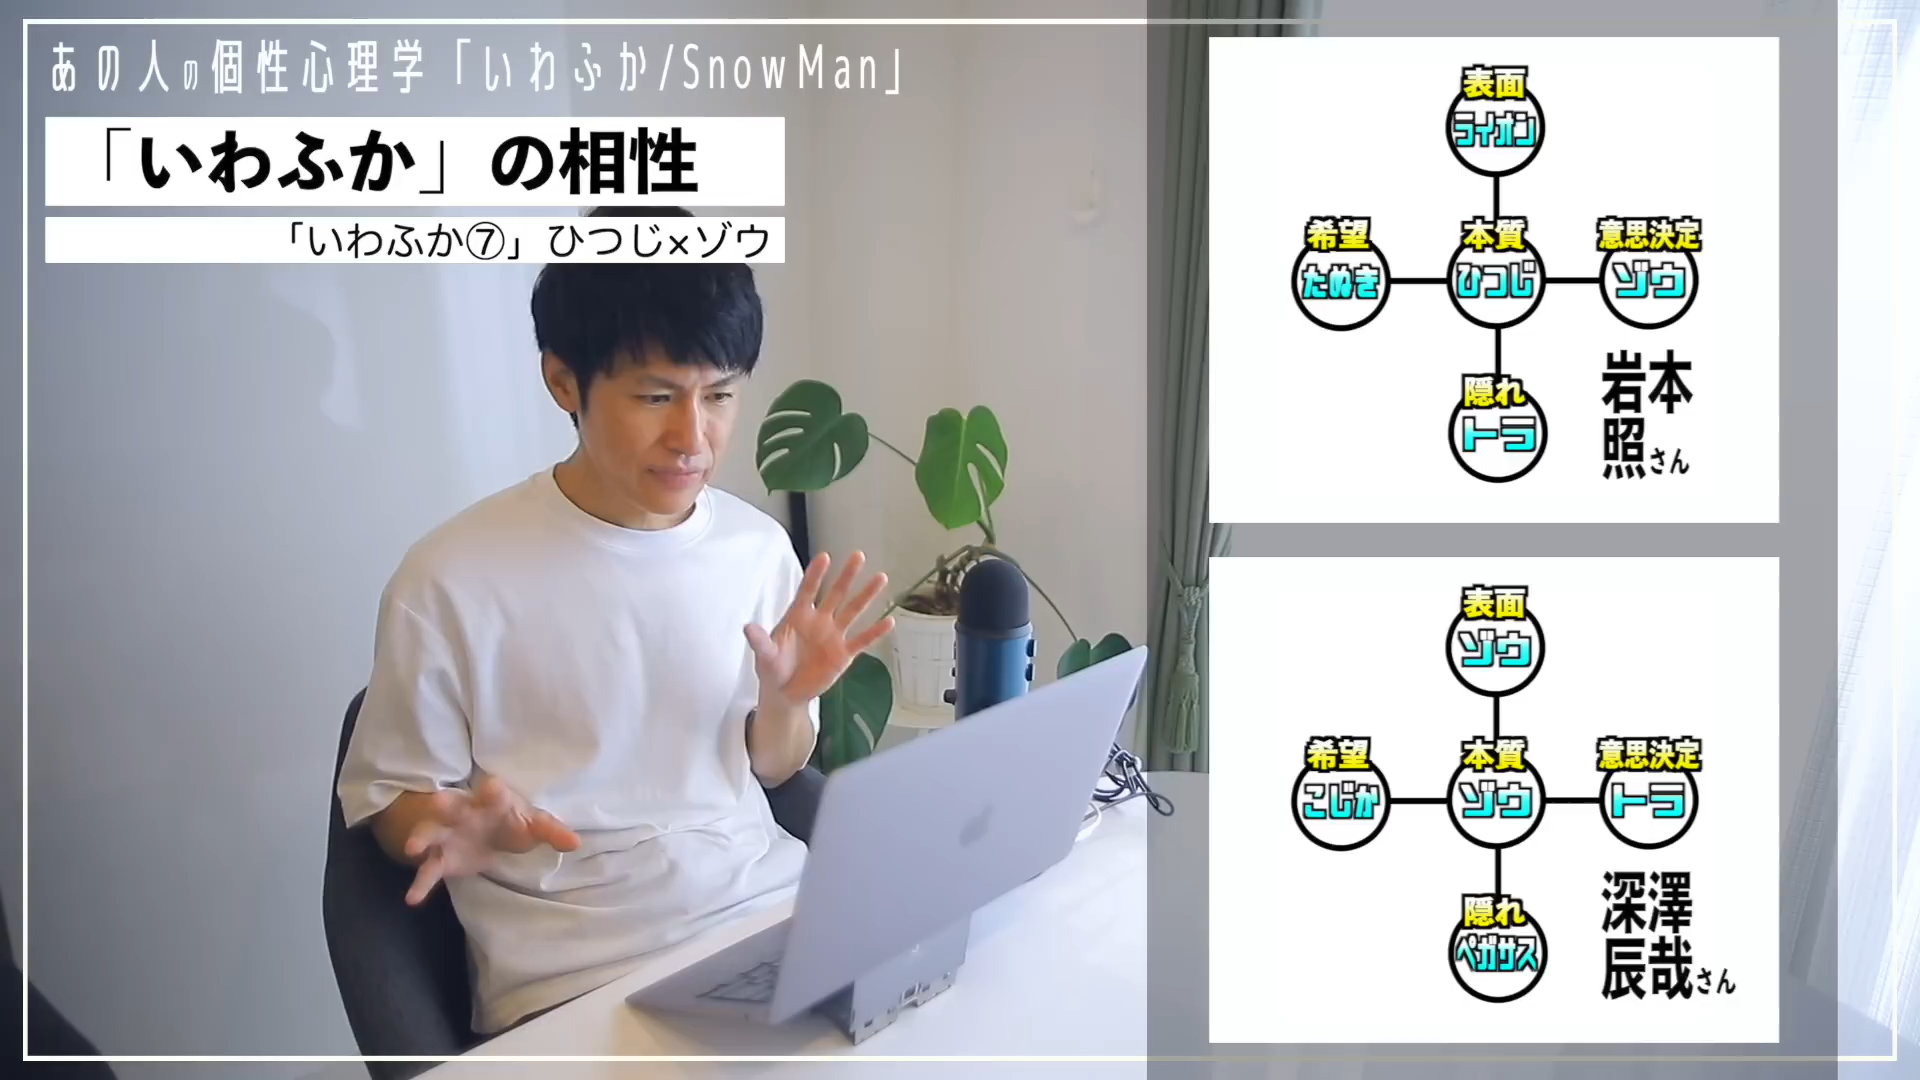 あの人の個性心理学「いわふか/SnowMan」
「いわふか」の相性
「いわふか⑦」ひつじ×ゾウ
表面
ライオン
希望
たぬき
本質
ひつじ
意思決定
ゾウ
隠れ
トラ
岩本
照さん
表面
ゾウ
希望
こじか
本質
ゾウ
意思決定
トラ
隠れ
ペガサス
深澤
辰哉さん